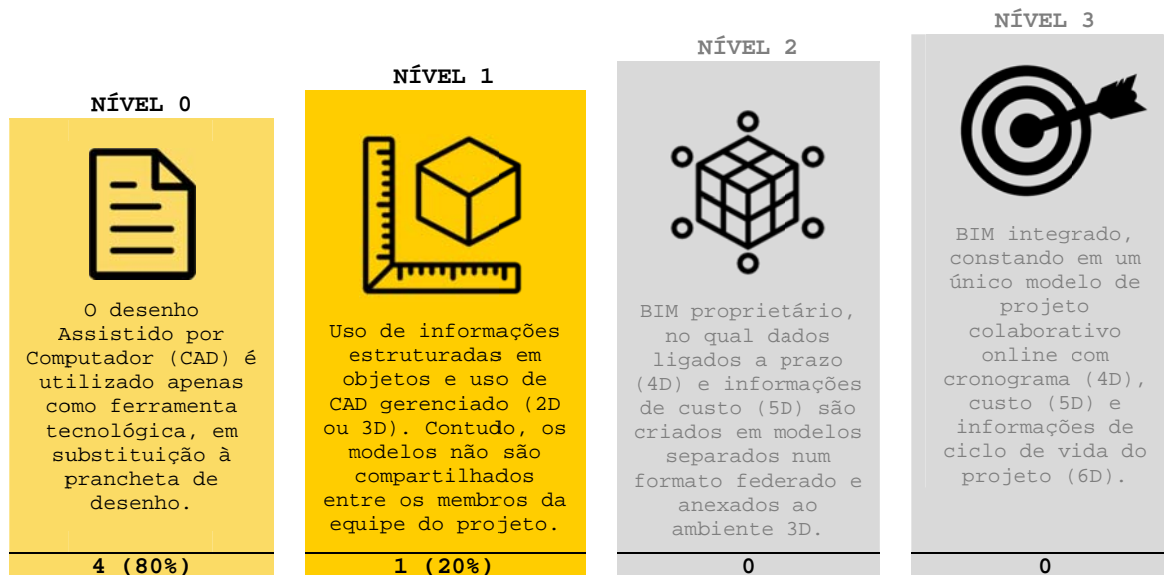 NÍVEL 0
O desenho
Assistido por
Computador (CAD) é
utilizado apenas
como ferramenta
tecnológica, em
substituição à
prancheta de
desenho.
4 (80%)
NÍVEL 1
Uso de informações
estruturadas em
objetos e uso de
CAD gerenciado (2D
ou 3D). Contudo, os
modelos não são
compartilhados
entre os membros da
equipe do projeto.
1 (20%)
NÍVEL 2
BIM proprietário,
no qual dados
ligados a prazo
(4D) e informações
de custo (5D) são
criados em modelos
separados num
formato federado e
anexados ao
ambiente 3D.
0
NÍVEL 3
BIM integrado,
constando em um
único modelo de
projeto
colaborativo
online com
cronograma (4D),
custo (5D) e
informações de
ciclo de vida do
projeto (6D).
0